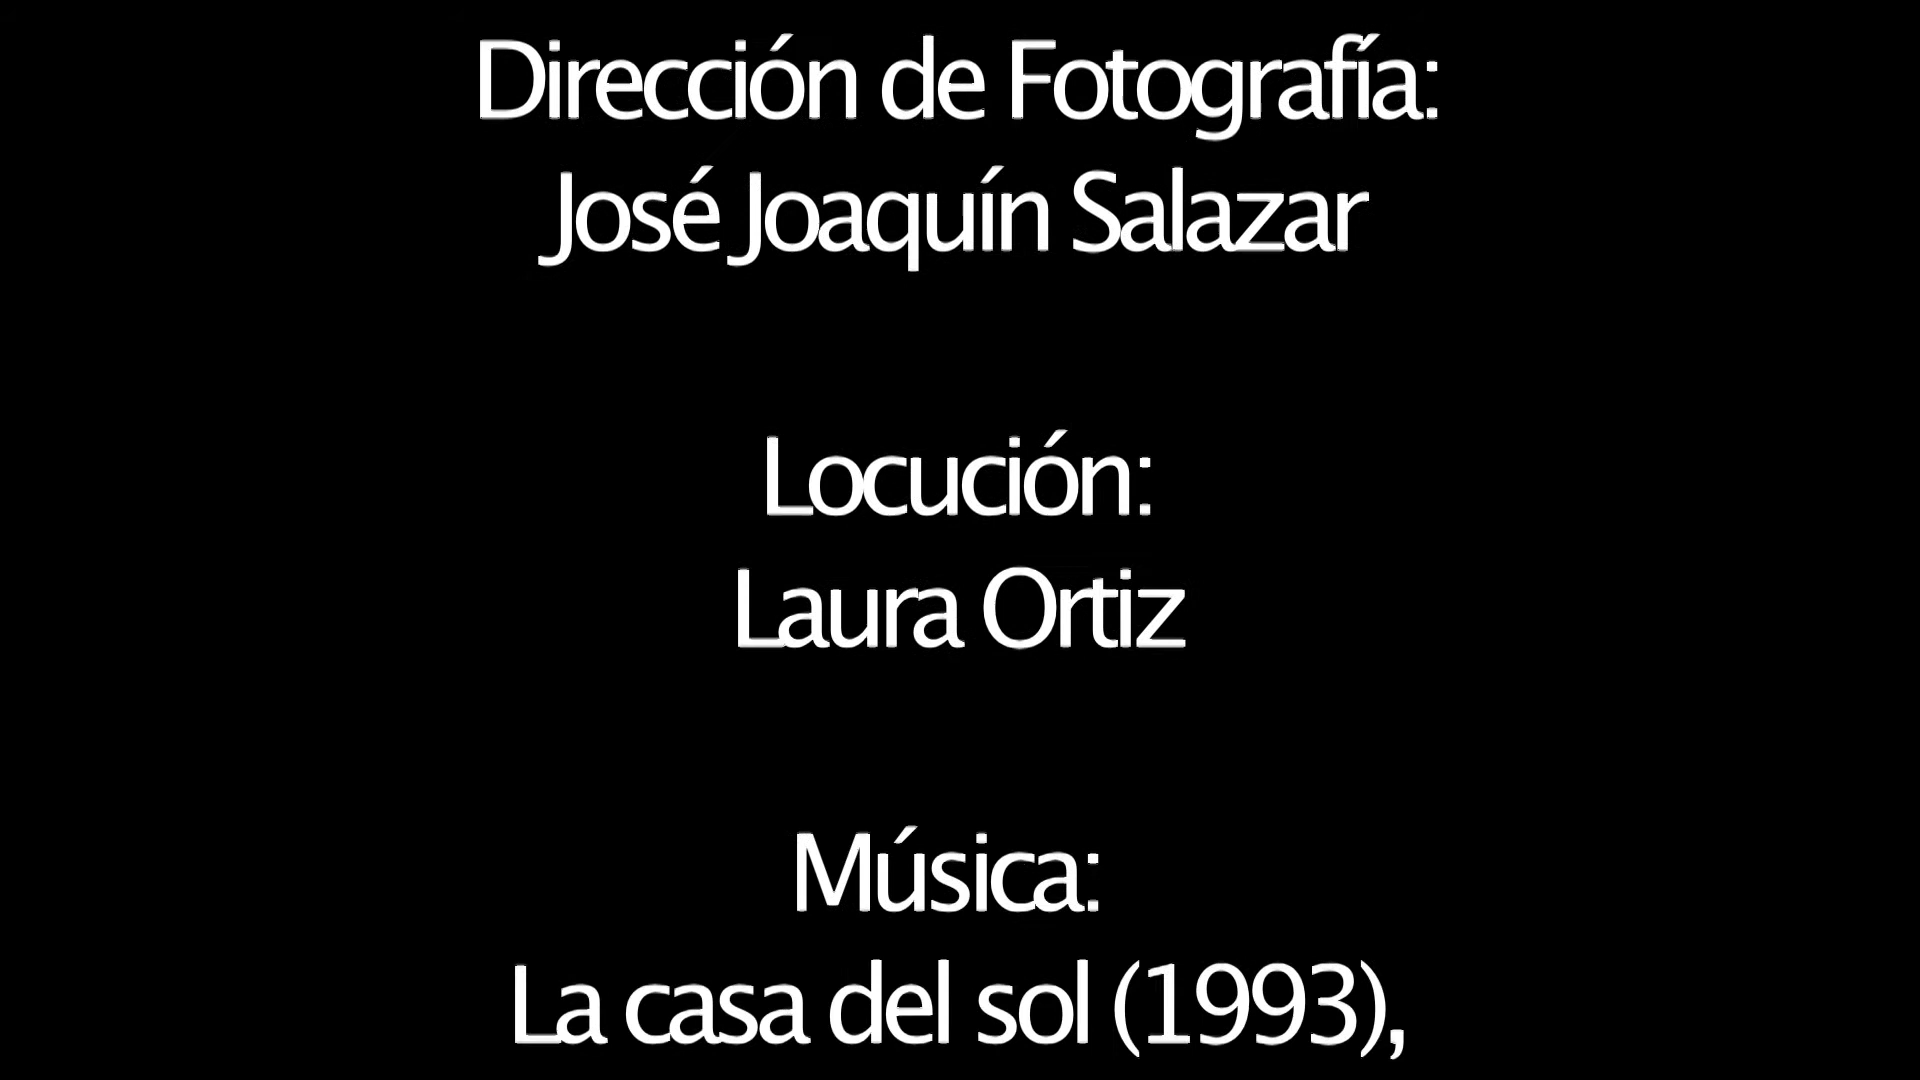 Dirección de Fotografía:
José Joaquín Salazar
Locución:
Laura Ortiz
Música:
La casa del sol (1993),